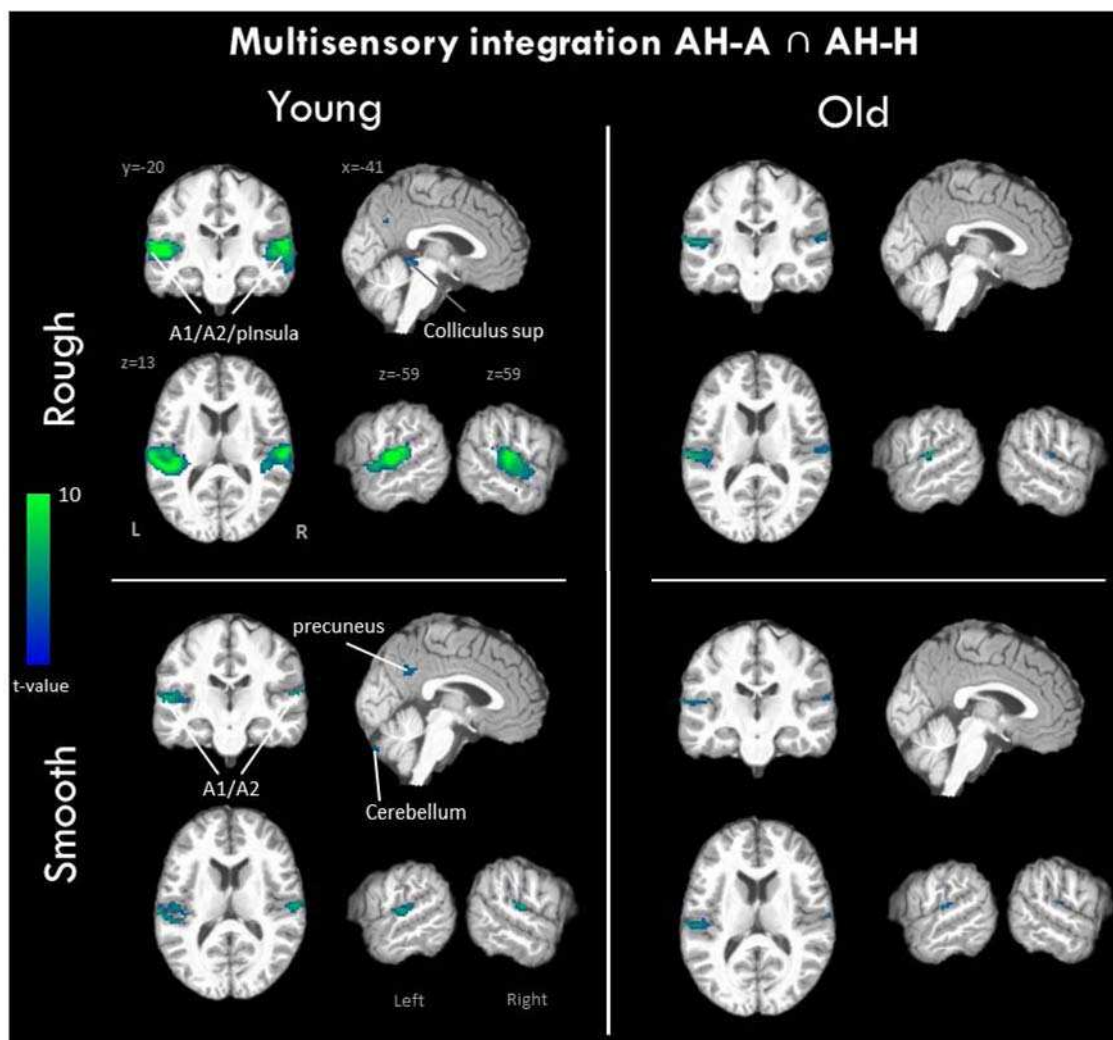 Multisensory integration AH-A ∩ AH-H
Young
Old
y=-20
x=-41
A1/A2/pInsula
Colliculus sup
Rough
z=13
z=-59
z=59
10
L
R
t-value
precuneus
A1/A2
Cerebellum
Smooth
Left
Right